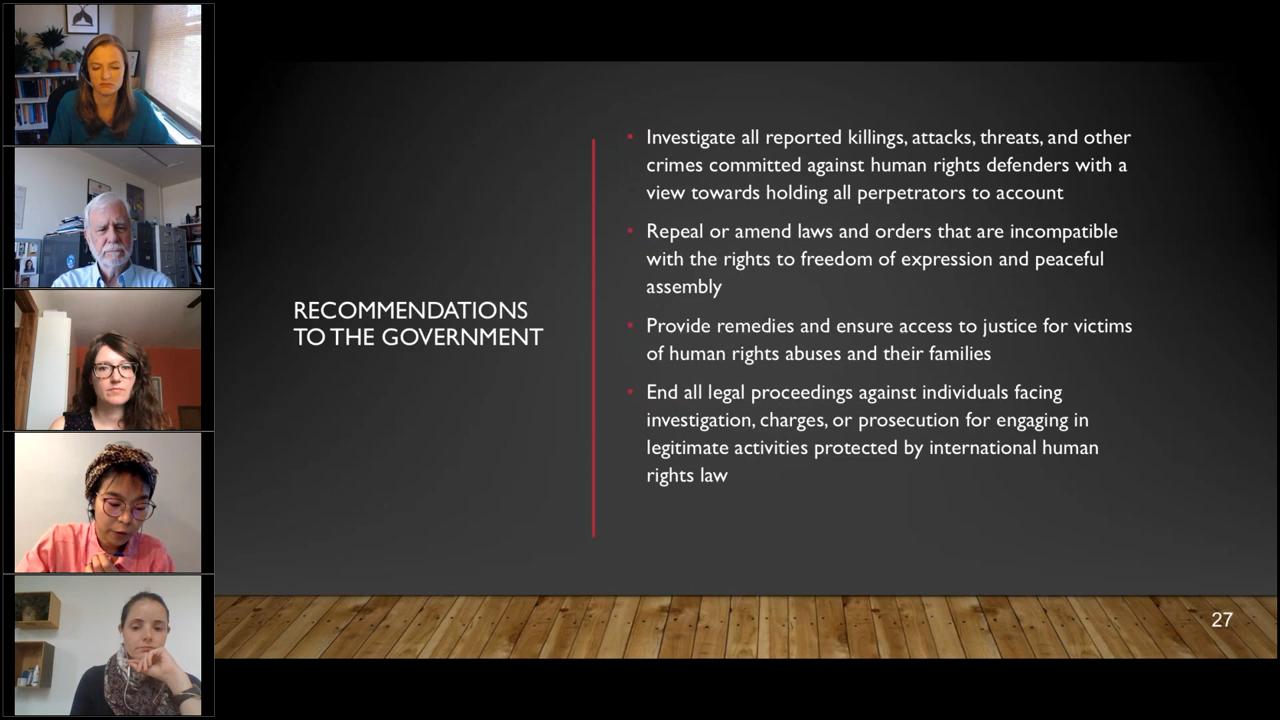 RECOMMENDATIONS
TO THE GOVERNMENT
• Investigate all reported killings, attacks, threats, and other
crimes committed against human rights defenders with a
view towards holding all perpetrators to account
• Repeal or amend laws and orders that are incompatible
with the rights to freedom of expression and peaceful
assembly
• Provide remedies and ensure access to justice for victims
of human rights abuses and their families
• End all legal proceedings against individuals facing
investigation, charges, or prosecution for engaging in
legitimate activities protected by international human
rights law
27